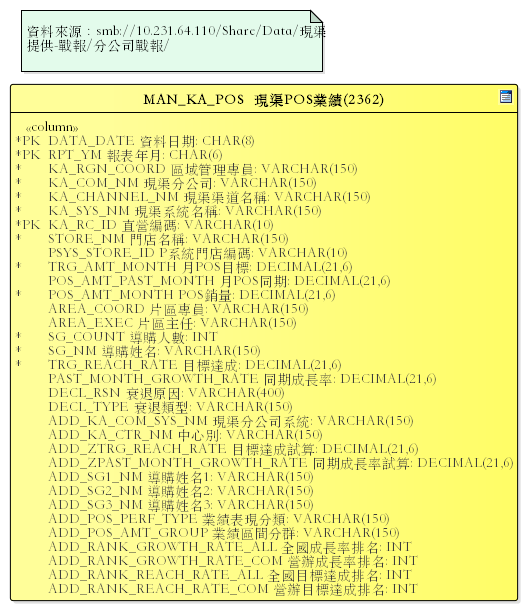 資料來源：smb://10.231.64.110/Share/Data/現渠
提供-戰報/分公司戰報/
MAN_KA_POS 現渠POS業績(2362)
«column»
*PK DATA_DATE 資料日期: CHAR(8)
*PK RPT_YM 報表年月: CHAR(6)
* KA_RGN_COORD 區域管理專員: VARCHAR(150)
* KA_COM_NM 現渠分公司: VARCHAR(150)
* KA_CHANNEL_NM 現渠渠道名稱: VARCHAR(150)
* KA_SYS_NM 現渠系統名稱: VARCHAR(150)
*PK KA_RC_ID 直營編碼: VARCHAR(10)
* STORE_NM 門店名稱: VARCHAR(150)
PSYS_STORE_ID P系統門店編碼: VARCHAR(10)
* TRG_AMT_MONTH 月POS目標: DECIMAL(21,6)
POS_AMT_PAST_MONTH 月POS同期: DECIMAL(21,6)
* POS_AMT_MONTH POS銷量: DECIMAL(21,6)
AREA_COORD 片區專員: VARCHAR(150)
AREA_EXEC 片區主任: VARCHAR(150)
* SG_COUNT 導購人數: INT
* SG_NM 導購姓名: VARCHAR(150)
* TRG_REACH_RATE 目標達成: DECIMAL(21,6)
PAST_MONTH_GROWTH_RATE 同期成長率: DECIMAL(21,6)
DECL_RSN 衰退原因: VARCHAR(400)
DECL_TYPE 衰退類型: VARCHAR(150)
ADD_KA_COM_SYS_NM 現渠分公司系統: VARCHAR(150)
ADD_KA_CTR_NM 中心別: VARCHAR(150)
ADD_ZTRG_REACH_RATE 目標達成試算: DECIMAL(21,6)
ADD_ZPAST_MONTH_GROWTH_RATE 同期成長率試算: DECIMAL(21,6)
ADD_SG1_NM 導購姓名1: VARCHAR(150)
ADD_SG2_NM 導購姓名2: VARCHAR(150)
ADD_SG3_NM 導購姓名3: VARCHAR(150)
ADD_POS_PERF_TYPE 業績表現分類: VARCHAR(150)
ADD_POS_AMT_GROUP 業績區間分群: VARCHAR(150)
ADD_RANK_GROWTH_RATE_ALL 全國成長率排名: INT
ADD_RANK_GROWTH_RATE_COM 營辦成長率排名: INT
ADD_RANK_REACH_RATE_ALL 全國目標達成排名: INT
ADD_RANK_REACH_RATE_COM 營辦目標達成排名: INT